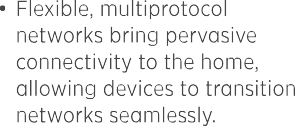 • Flexible, multiprotocol
networks bring pervasive
connectivity to the home,
allowing devices to transition
networks seamlessly.